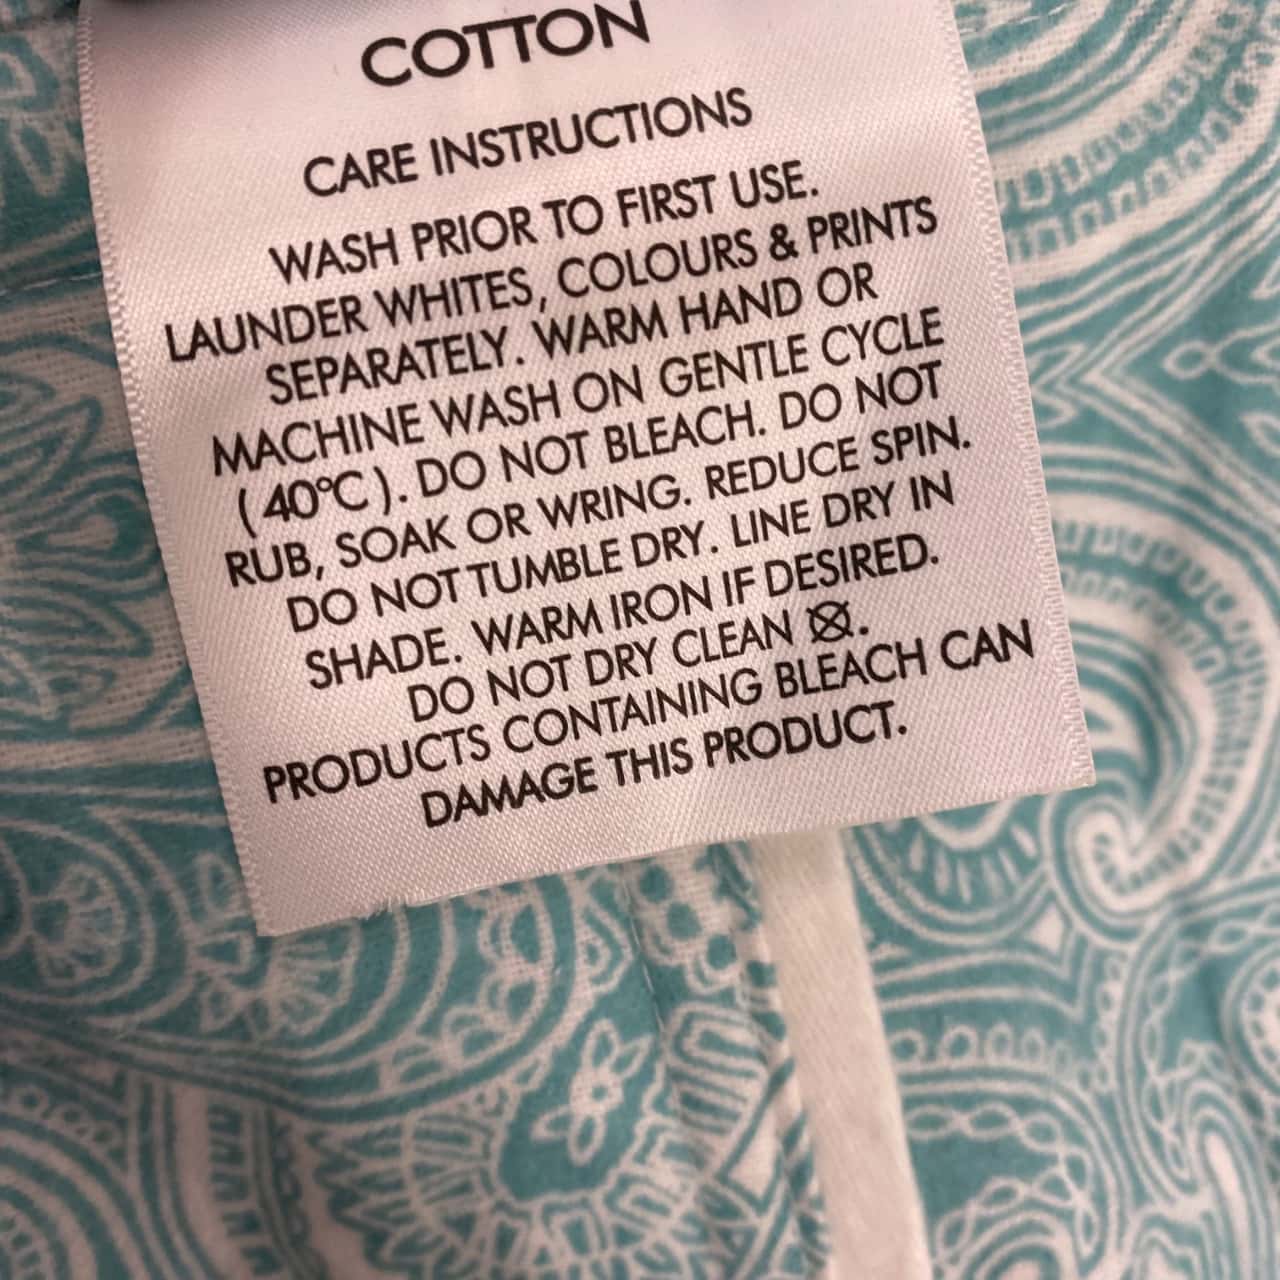 COTTON
CARE INSTRUCTIONS
WASH PRIOR TO FIRST USE.
LAUNDER WHITES, COLOURS & PRINTS
SEPARATELY. WARM HAND OR
MACHINE WASH ON GENTLE CYCLE
(40°C). DO NOT BLEACH. DO NOT
RUB, SOAK OR WRING. REDUCE SPIN.
DO NOT TUMBLE DRY. LINE DRY IN
SHADE. WARM IRON IF DESIRED.
DO NOT DRY CLEAN .
PRODUCTS CONTAINING BLEACH CAN
DAMAGE THIS PRODUCT.